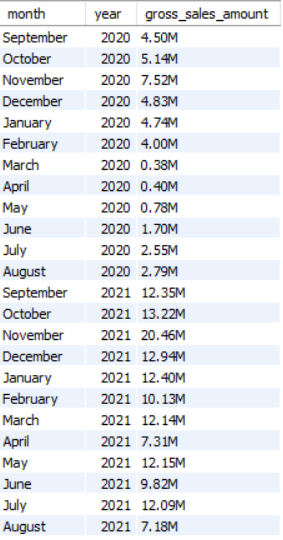 month year gross_sales_amount
September 2020 4.50M
October 2020 5.14M
November 2020 7.52M
December 2020 4.83M
January 2020 4.74M
February 2020 4.00M
March 2020 0.38M
April 2020 0.40M
May 2020 0.78M
June 2020 1.70M
July 2020 2.55M
August 2020 2.79M
September 2021 12.35M
October 2021 13.22M
November 2021 20.46M
December 2021 12.94M
January 2021 12.40M
February 2021 10.13M
March 2021 12.14M
April 2021 7.31M
May 2021 12.15M
June 2021 9.82M
July 2021 12.09M
August 2021 7.18M